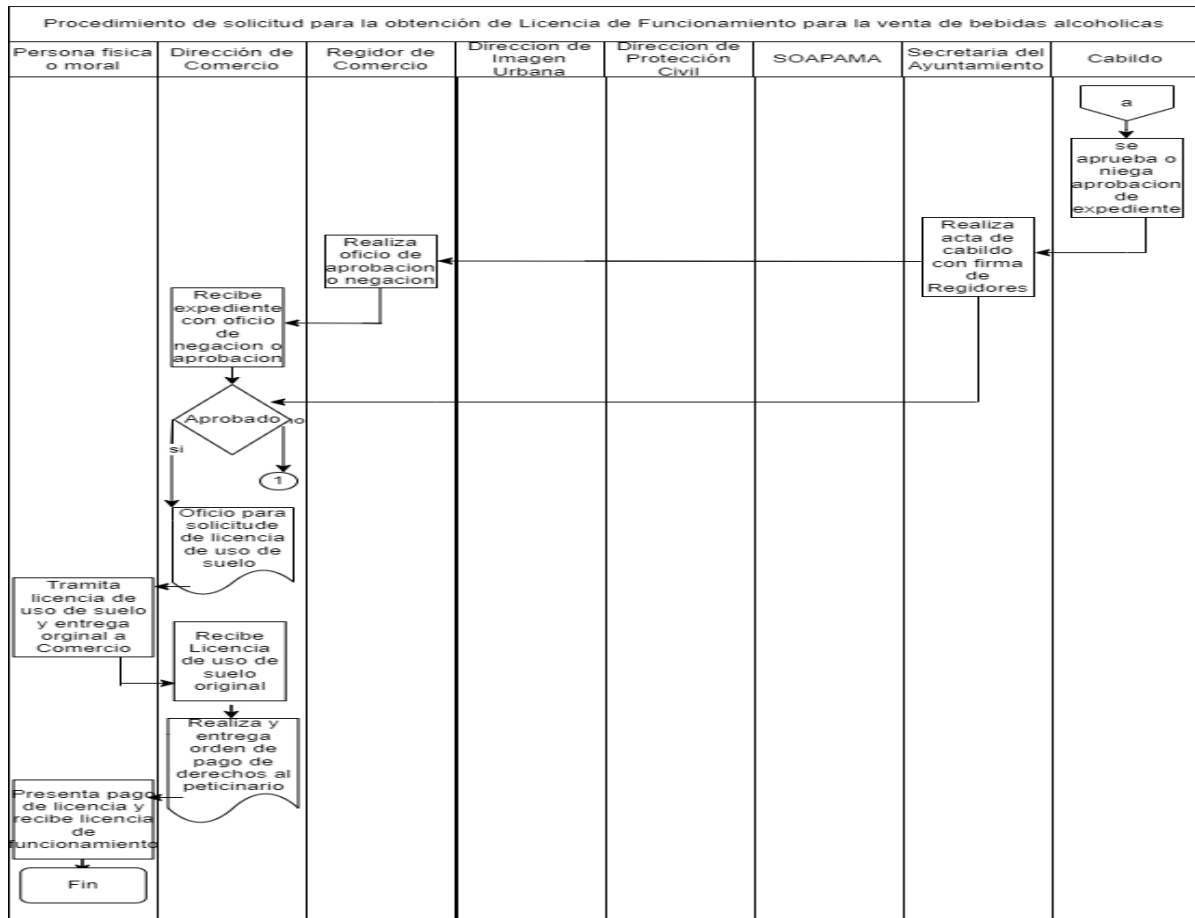 Procedimiento de solicitud para la obtención de Licencia de Funcionamiento para la venta de bebidas alcoholicas
Persona fisica
o moral
Dirección de
Comercio
Regidor de
Comercio
Direccion de
Imagen
Urbana
Direccion de
Protección
Civil
SOAPAMA
Secretaria del
Ayuntamiento
Cabildo
a
se
aprueba o
niega
aprobacion
de
expediente
Realiza
acta de
cabildo
con firma
de
Regidores
Realiza
oficio de
aprobacion
o negacion
Recibe
expediente
con oficio
de
negacion o
aprobacion
Aprobado
no
si
1
Oficio para
solicitude
de licencia
de uso de
suelo
Tramita
licencia de
uso de suelo
y entrega
orginal a
Comercio
Recibe
Licencia
de uso de
suelo
original
Realiza y
entrega
orden de
pago de
derechos al
peticinario
Presenta pago
de licencia y
recibe licencia
de
funcionamiento
Fin